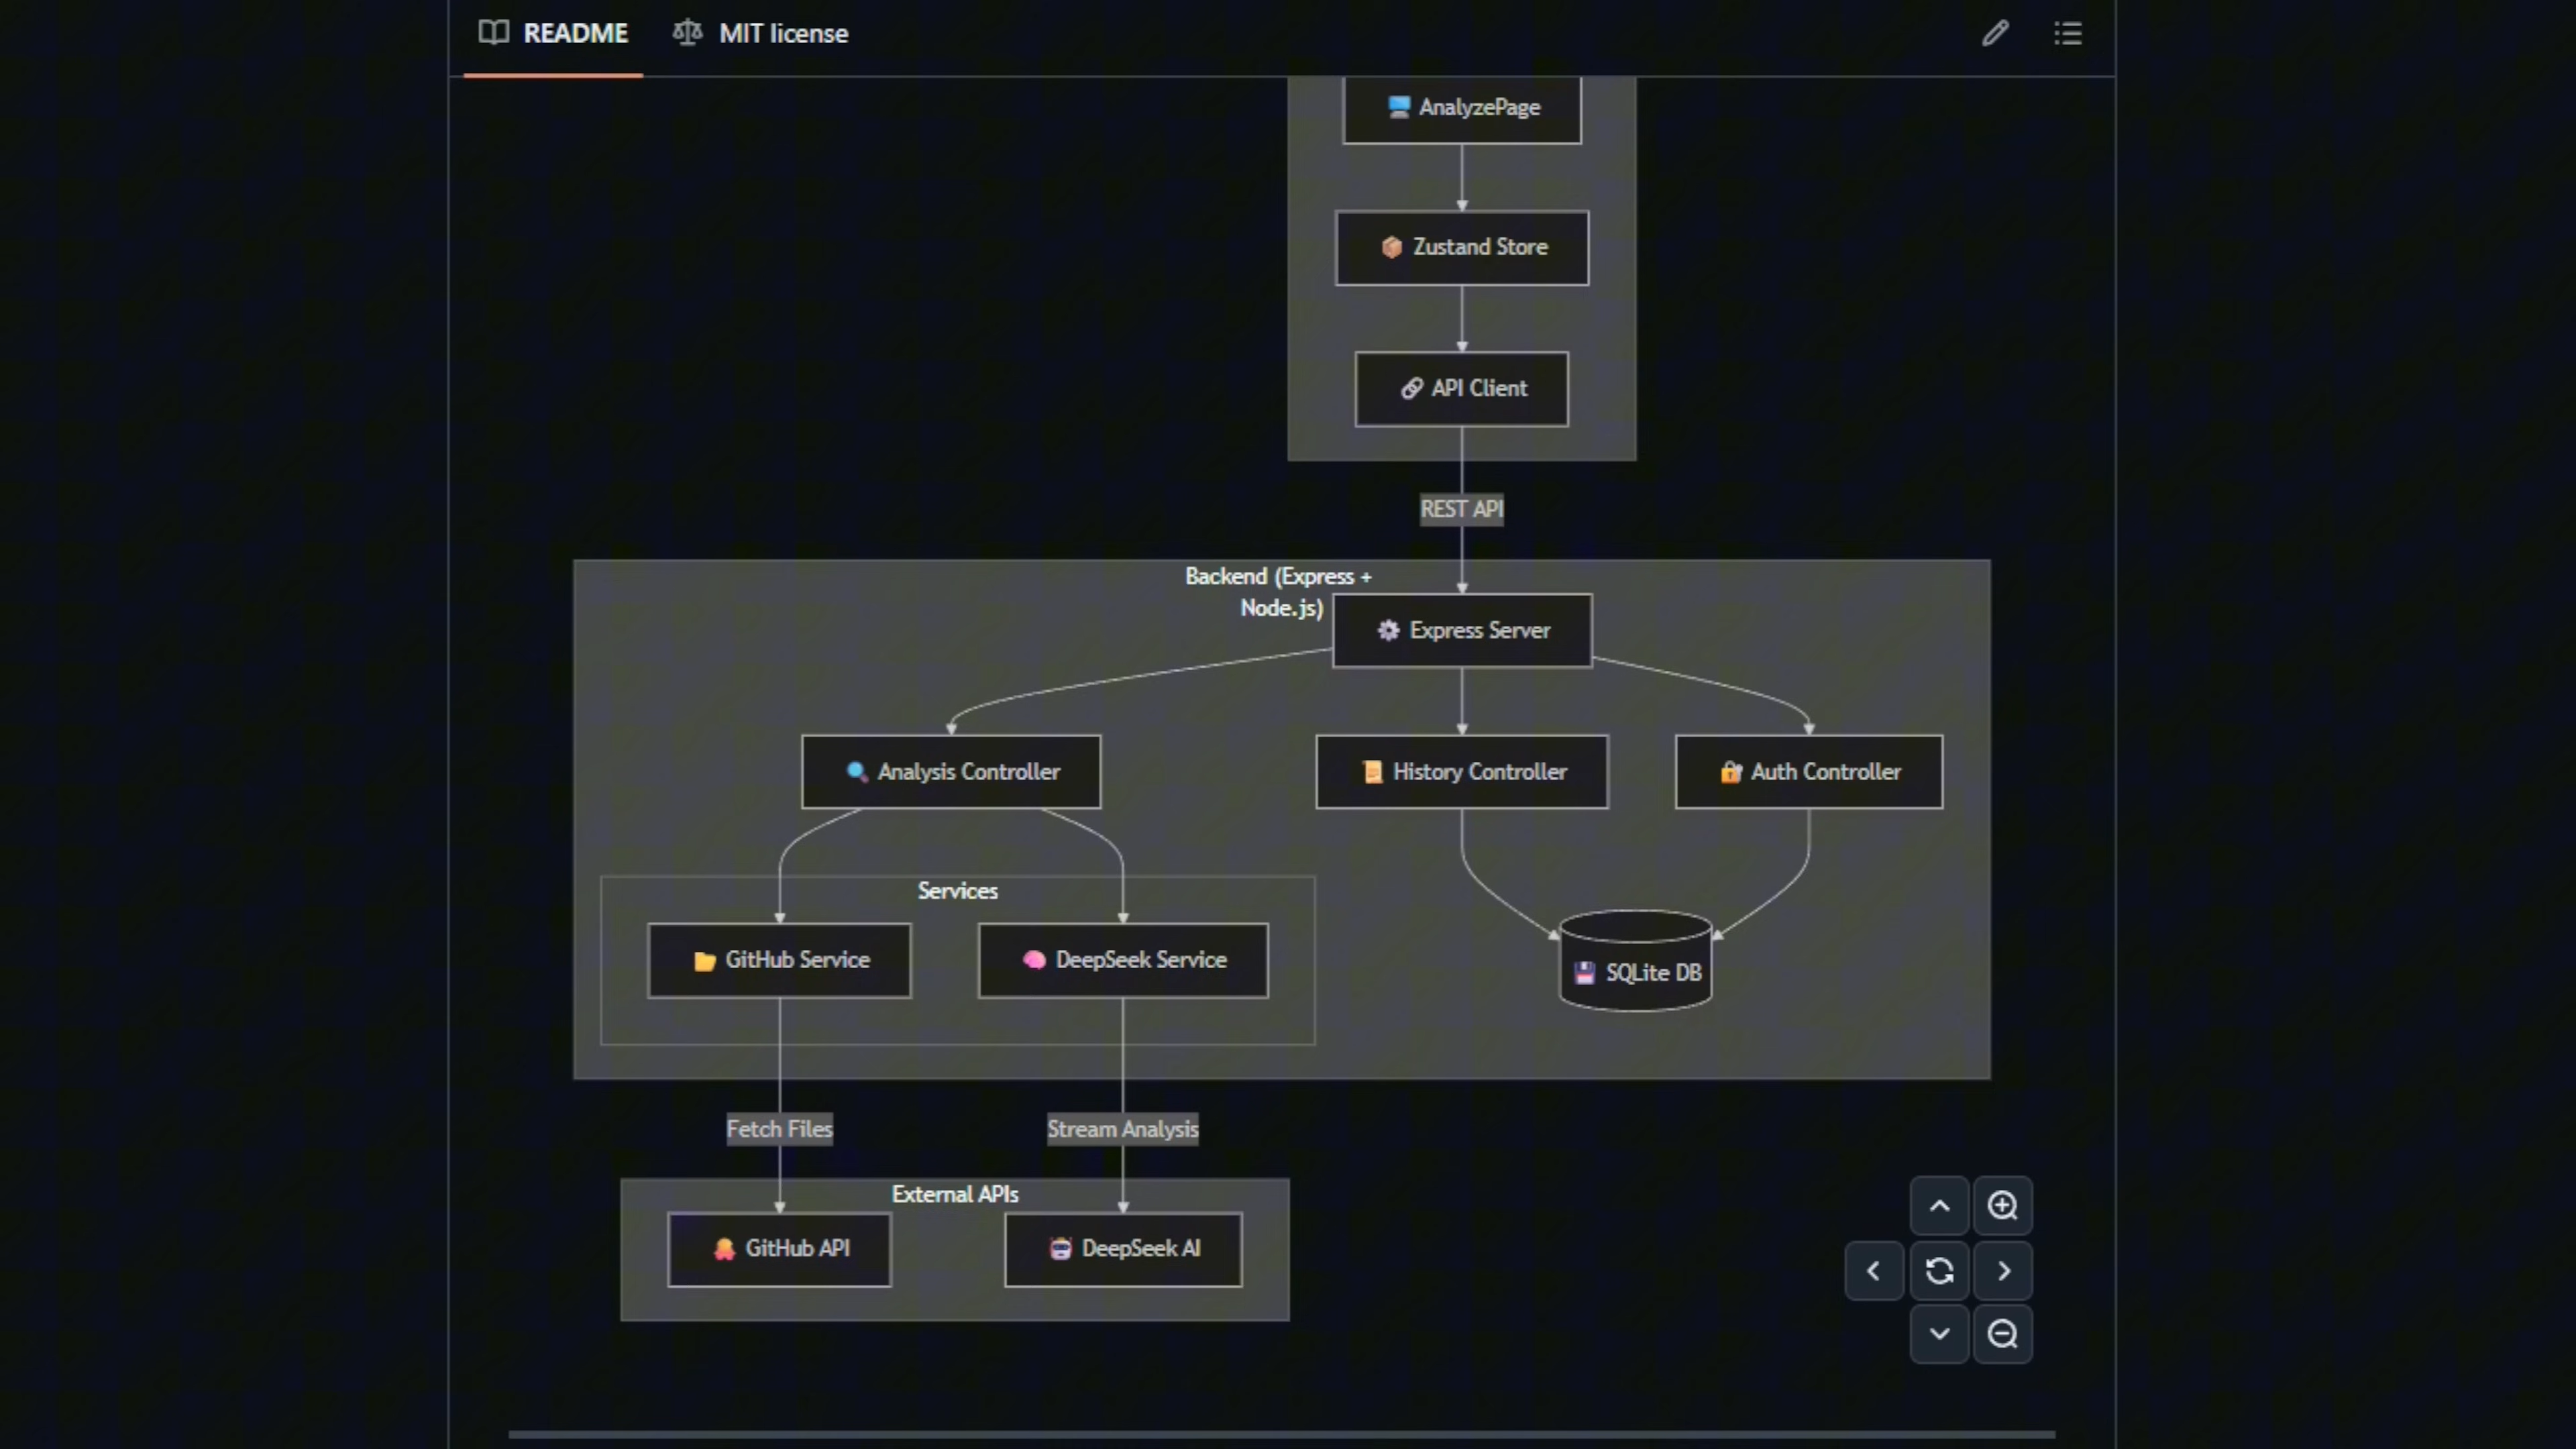 README
MIT license
AnalyzePage
Zustand Store
API Client
REST API
Backend (Express +
Node.js)
Express Server
Analysis Controller
History Controller
Auth Controller
Services
GitHub Service
DeepSeek Service
SQLite DB
Fetch Files
Stream Analysis
External APIs
GitHub API
DeepSeek AI